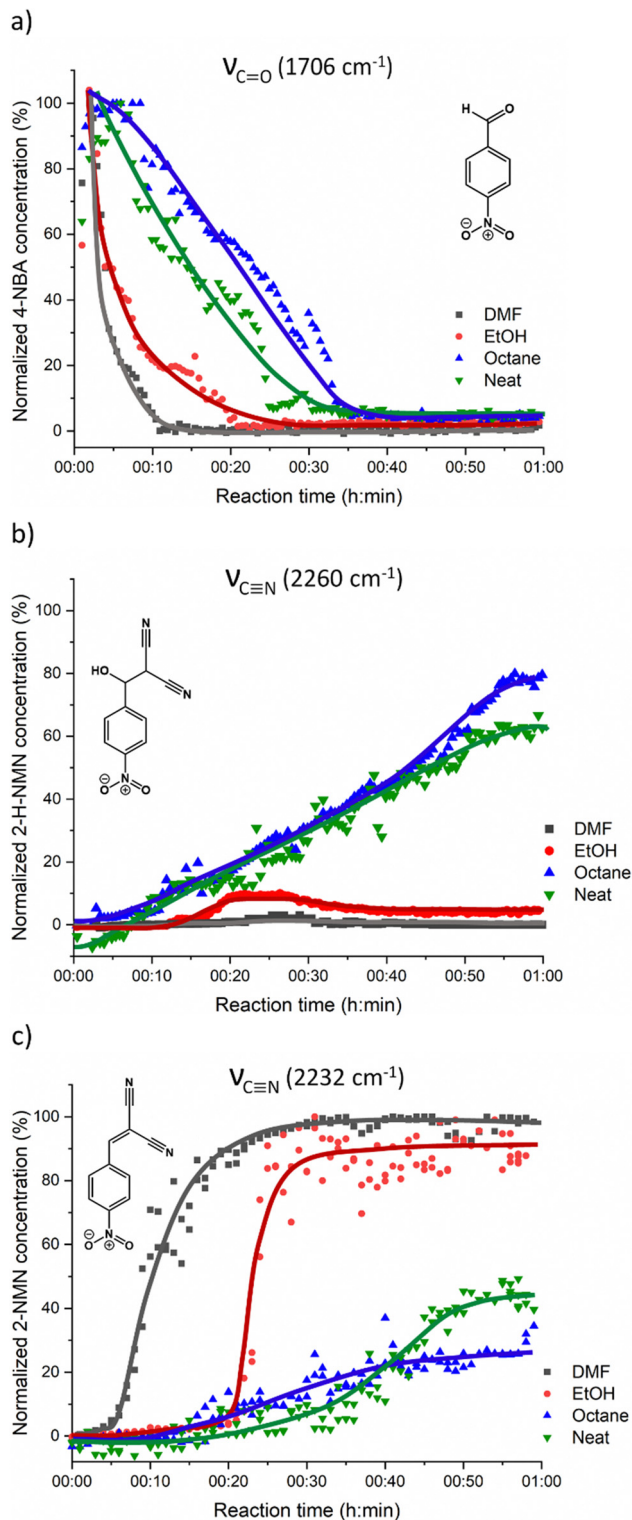 a)
νC=O (1706 cm-1)
Normalized 4-NBA concentration (%)
100
80
60
40
20
0
H
O
N+
⊖O
O
DMF
EtOH
Octane
Neat
00:00 00:10 00:20 00:30 00:40 00:50 01:00
Reaction time (h:min)
b)
νC≡N (2260 cm-1)
Normalized 2-H-NMN concentration (%)
100
80
60
40
20
0
N
HO
N
N+
⊖O
O
DMF
EtOH
Octane
Neat
00:00 00:10 00:20 00:30 00:40 00:50 01:00
Reaction time (h:min)
c)
νC≡N (2232 cm-1)
Normalized 2-NMN concentration (%)
100
80
60
40
20
0
N
N
N+
⊖O
O
DMF
EtOH
Octane
Neat
00:00 00:10 00:20 00:30 00:40 00:50 01:00
Reaction time (h:min)